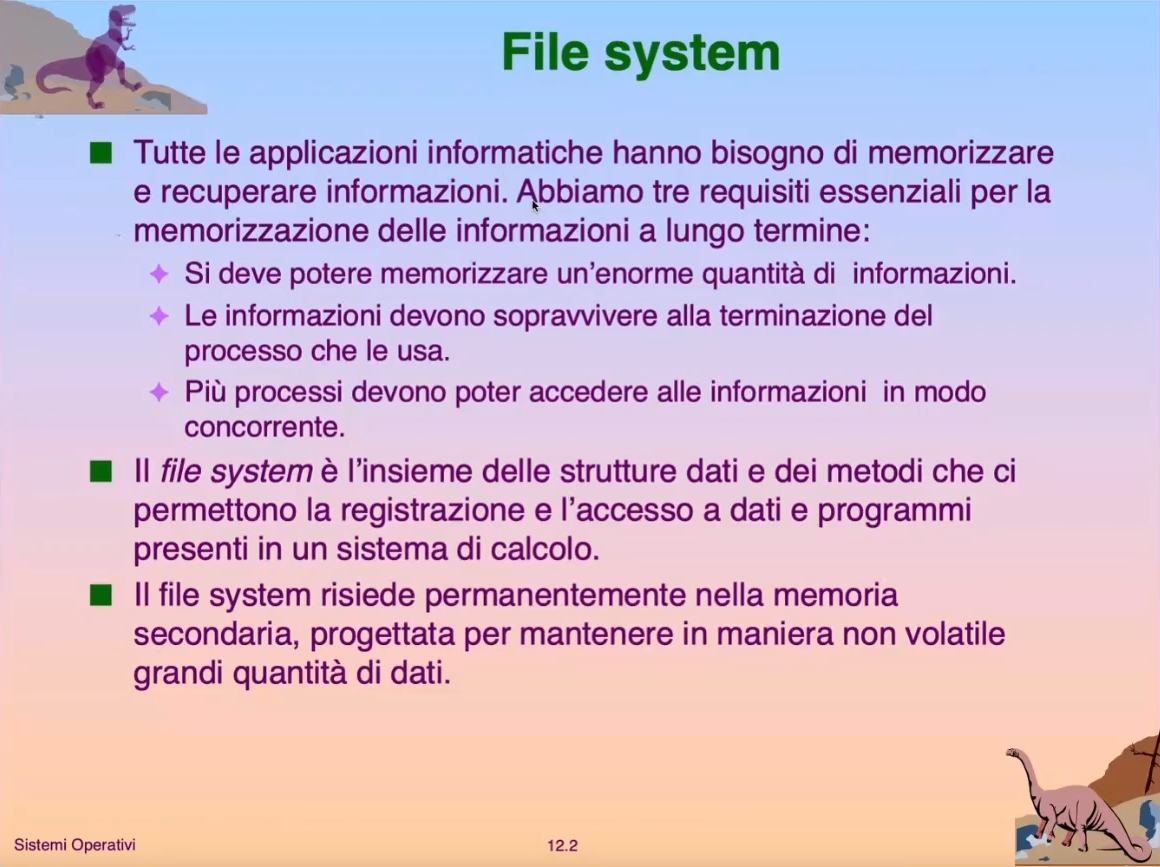 File system
Tutte le applicazioni informatiche hanno bisogno di memorizzare
e recuperare informazioni. Abbiamo tre requisiti essenziali per la
memorizzazione delle informazioni a lungo termine:
Si deve potere memorizzare un’enorme quantità di informazioni.
Le informazioni devono sopravvivere alla terminazione del
processo che le usa.
Più processi devono poter accedere alle informazioni in modo
concorrente.
Il file system è l’insieme delle strutture dati e dei metodi che ci
permettono la registrazione e l’accesso a dati e programmi
presenti in un sistema di calcolo.
Il file system risiede permanentemente nella memoria
secondaria, progettata per mantenere in maniera non volatile
grandi quantità di dati.
Sistemi Operativi
12.2